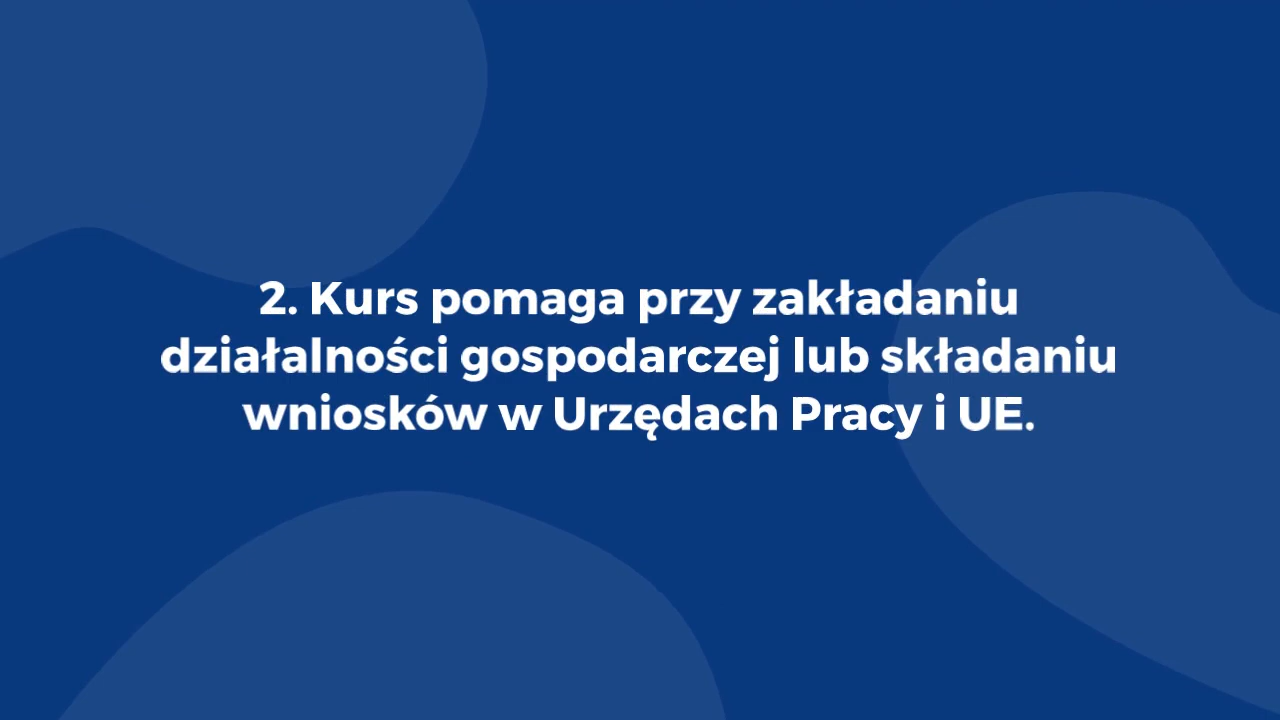 2. Kurs pomaga przy zakładaniu
działalności gospodarczej lub składaniu
wniosków w Urzędach Pracy i UE.